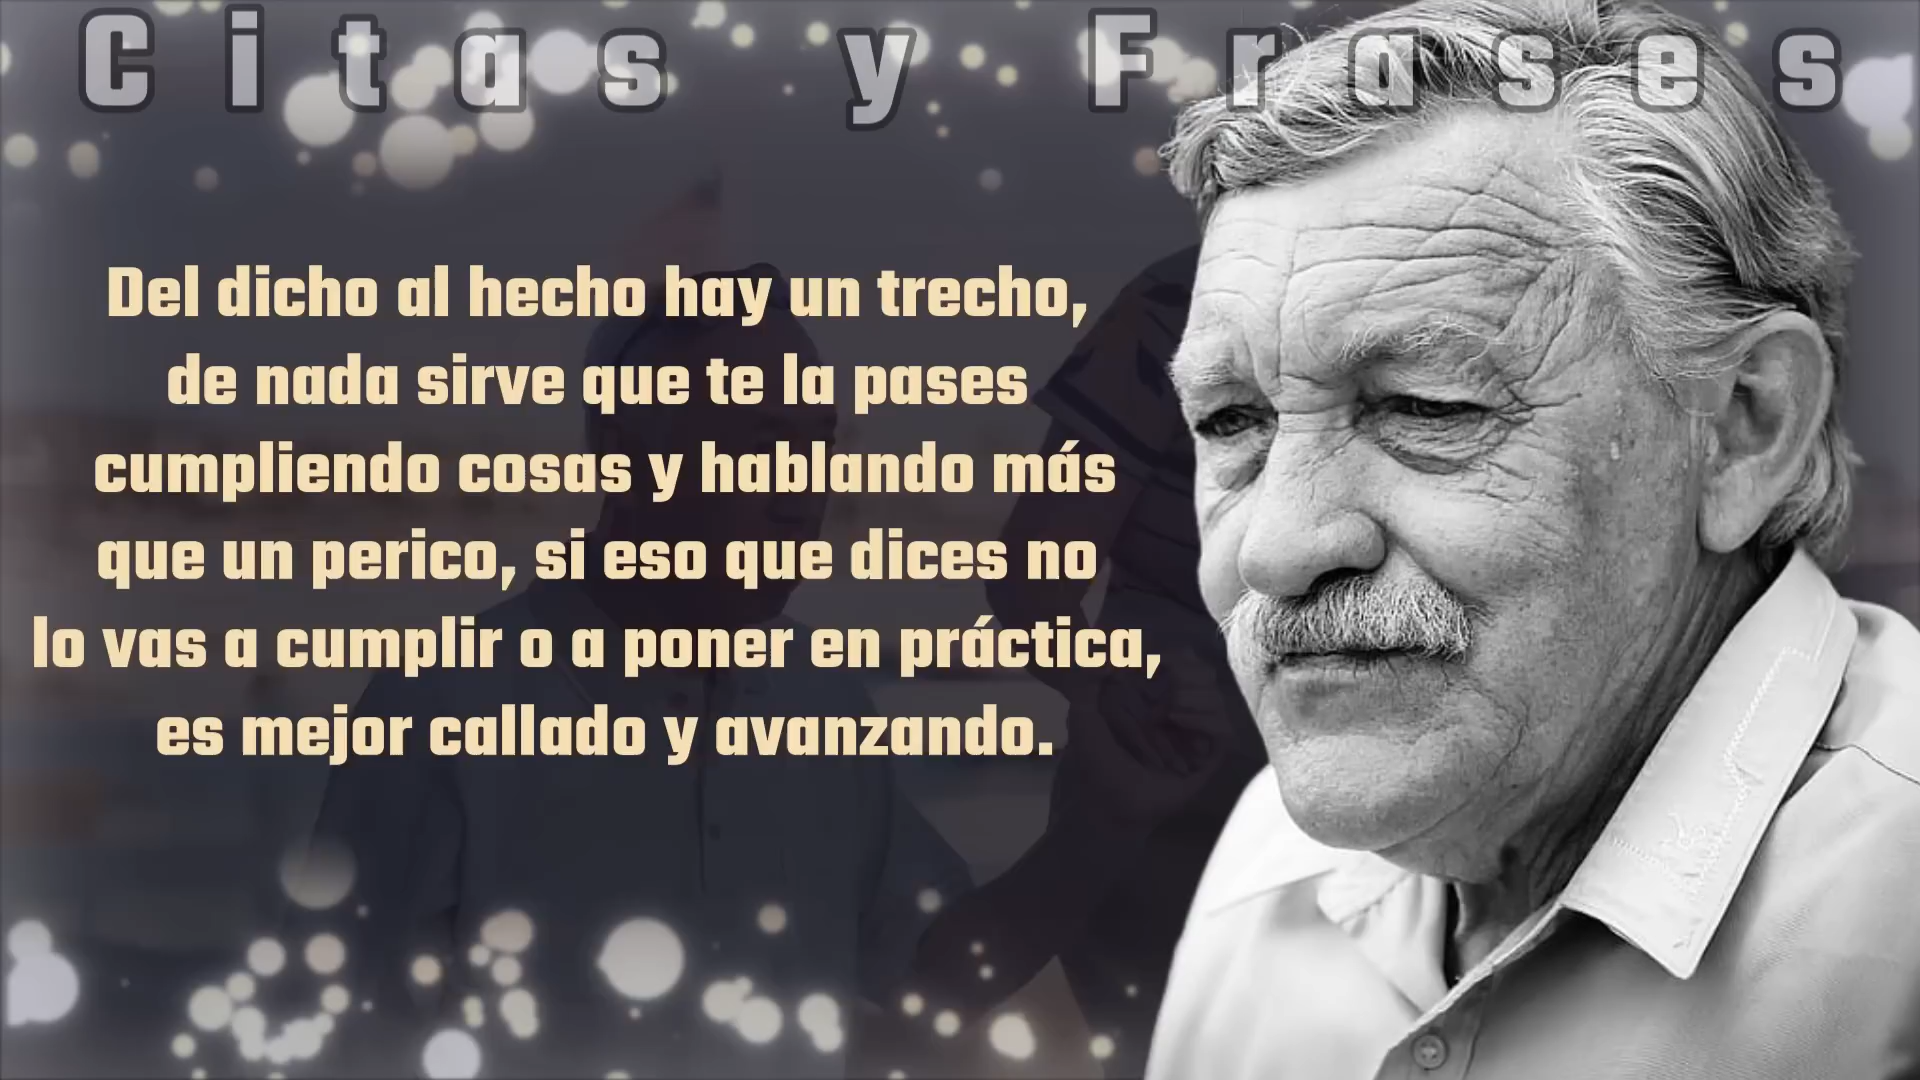 Citas y Frases
Del dicho al hecho hay un trecho,
de nada sirve que te la pases
cumpliendo cosas y hablando más
que un perico, si eso que dices no
lo vas a cumplir o a poner en práctica,
es mejor callado y avanzando.